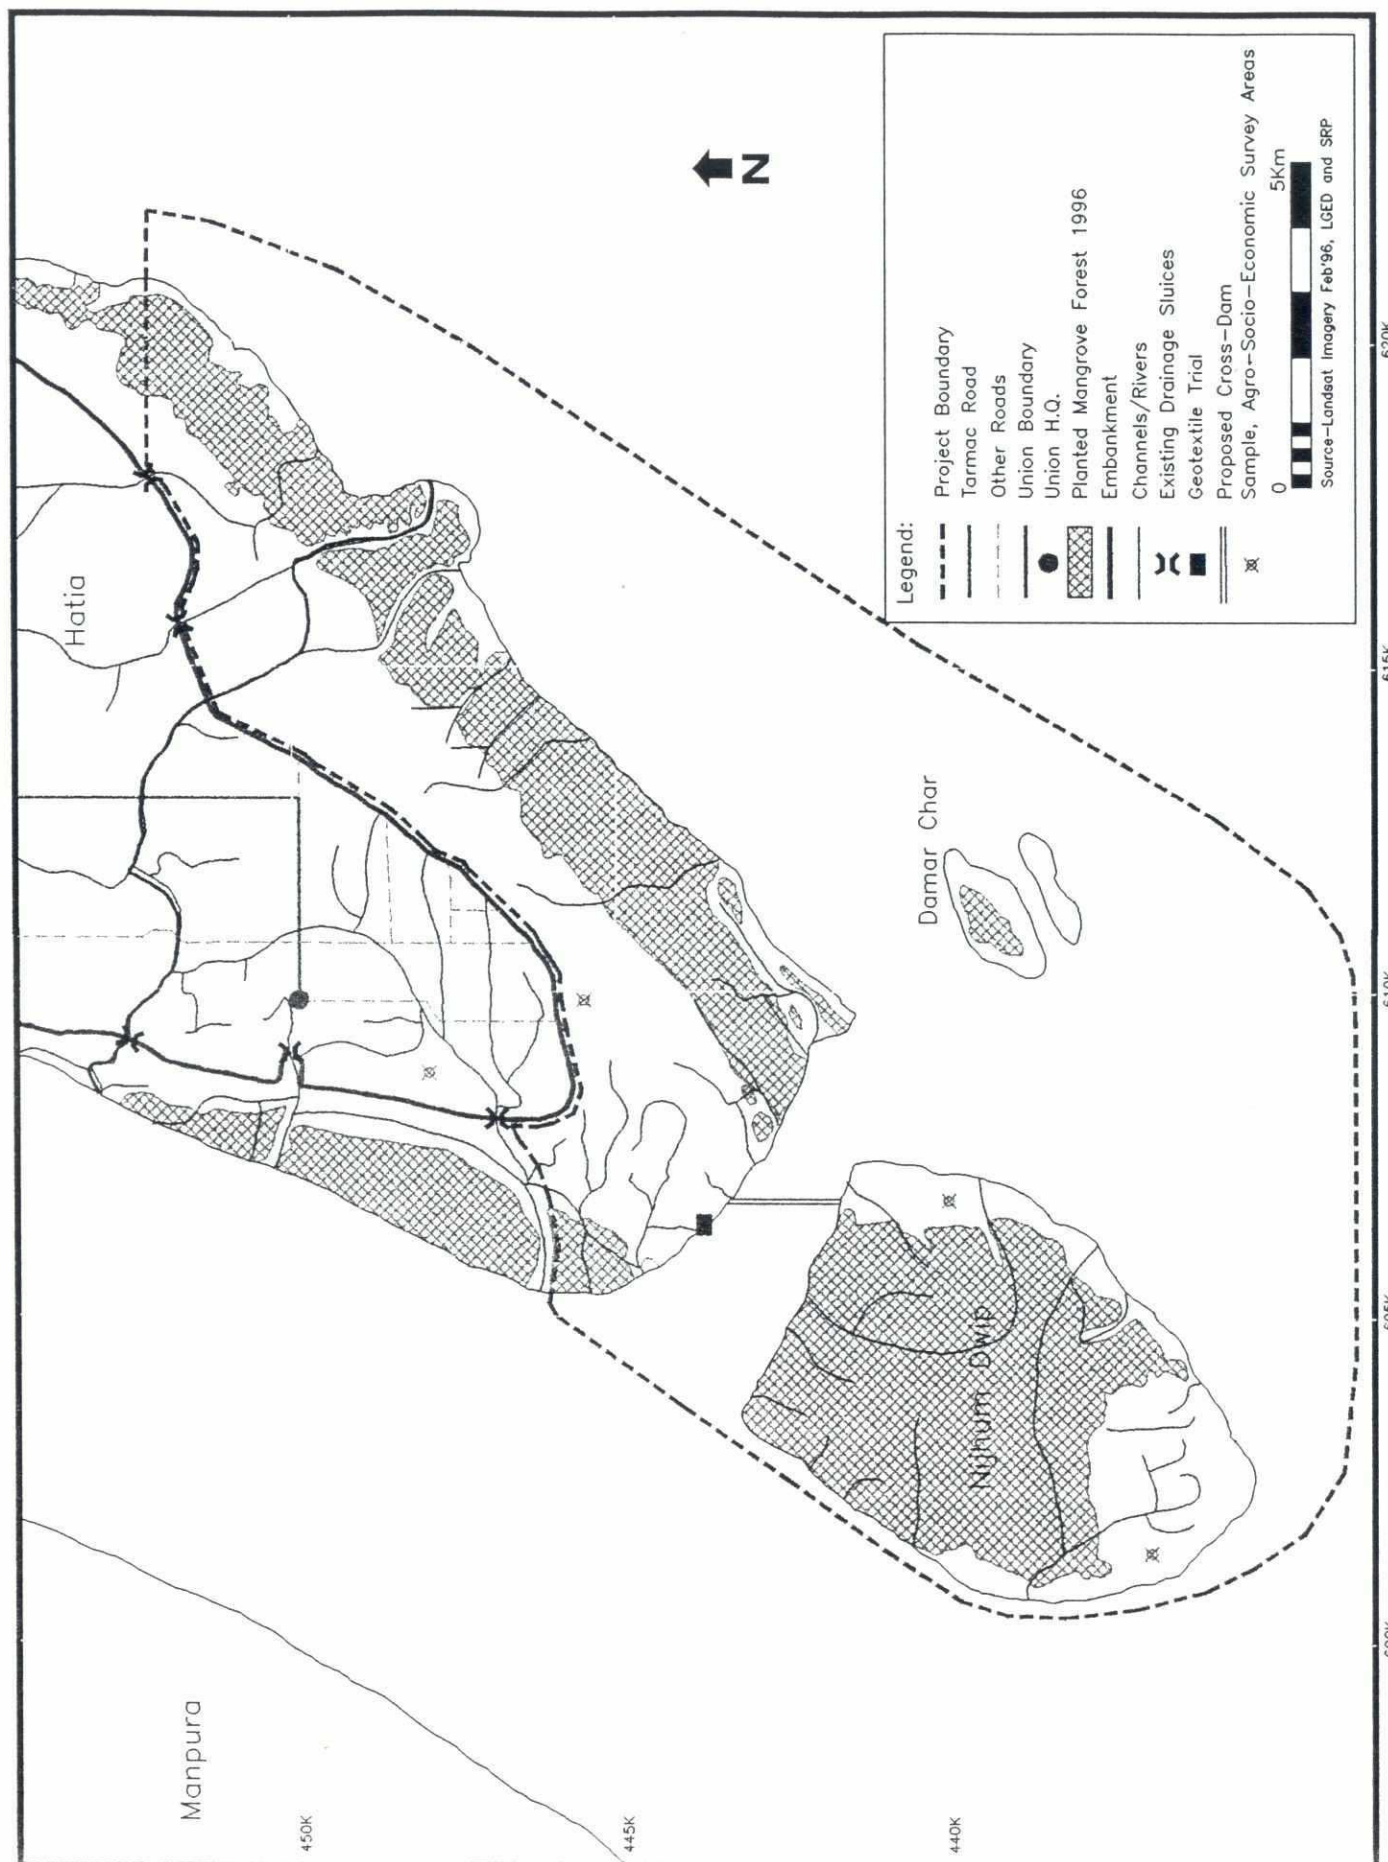 Hatia
Manpura
Damar Char
Nijhum Dwip
N
Legend:
Project Boundary
Tarmac Road
Other Roads
Union Boundary
Union H.Q.
Planted Mangrove Forest 1996
Embankment
Channels/Rivers
Existing Drainage Sluices
Geotextile Trial
Proposed Cross-Dam
Sample, Agro-Socio-Economic Survey Areas
0 5Km
Source-Landsat Imagery Feb'96, LGED and SRP
450K
445K
440K
620K
615K